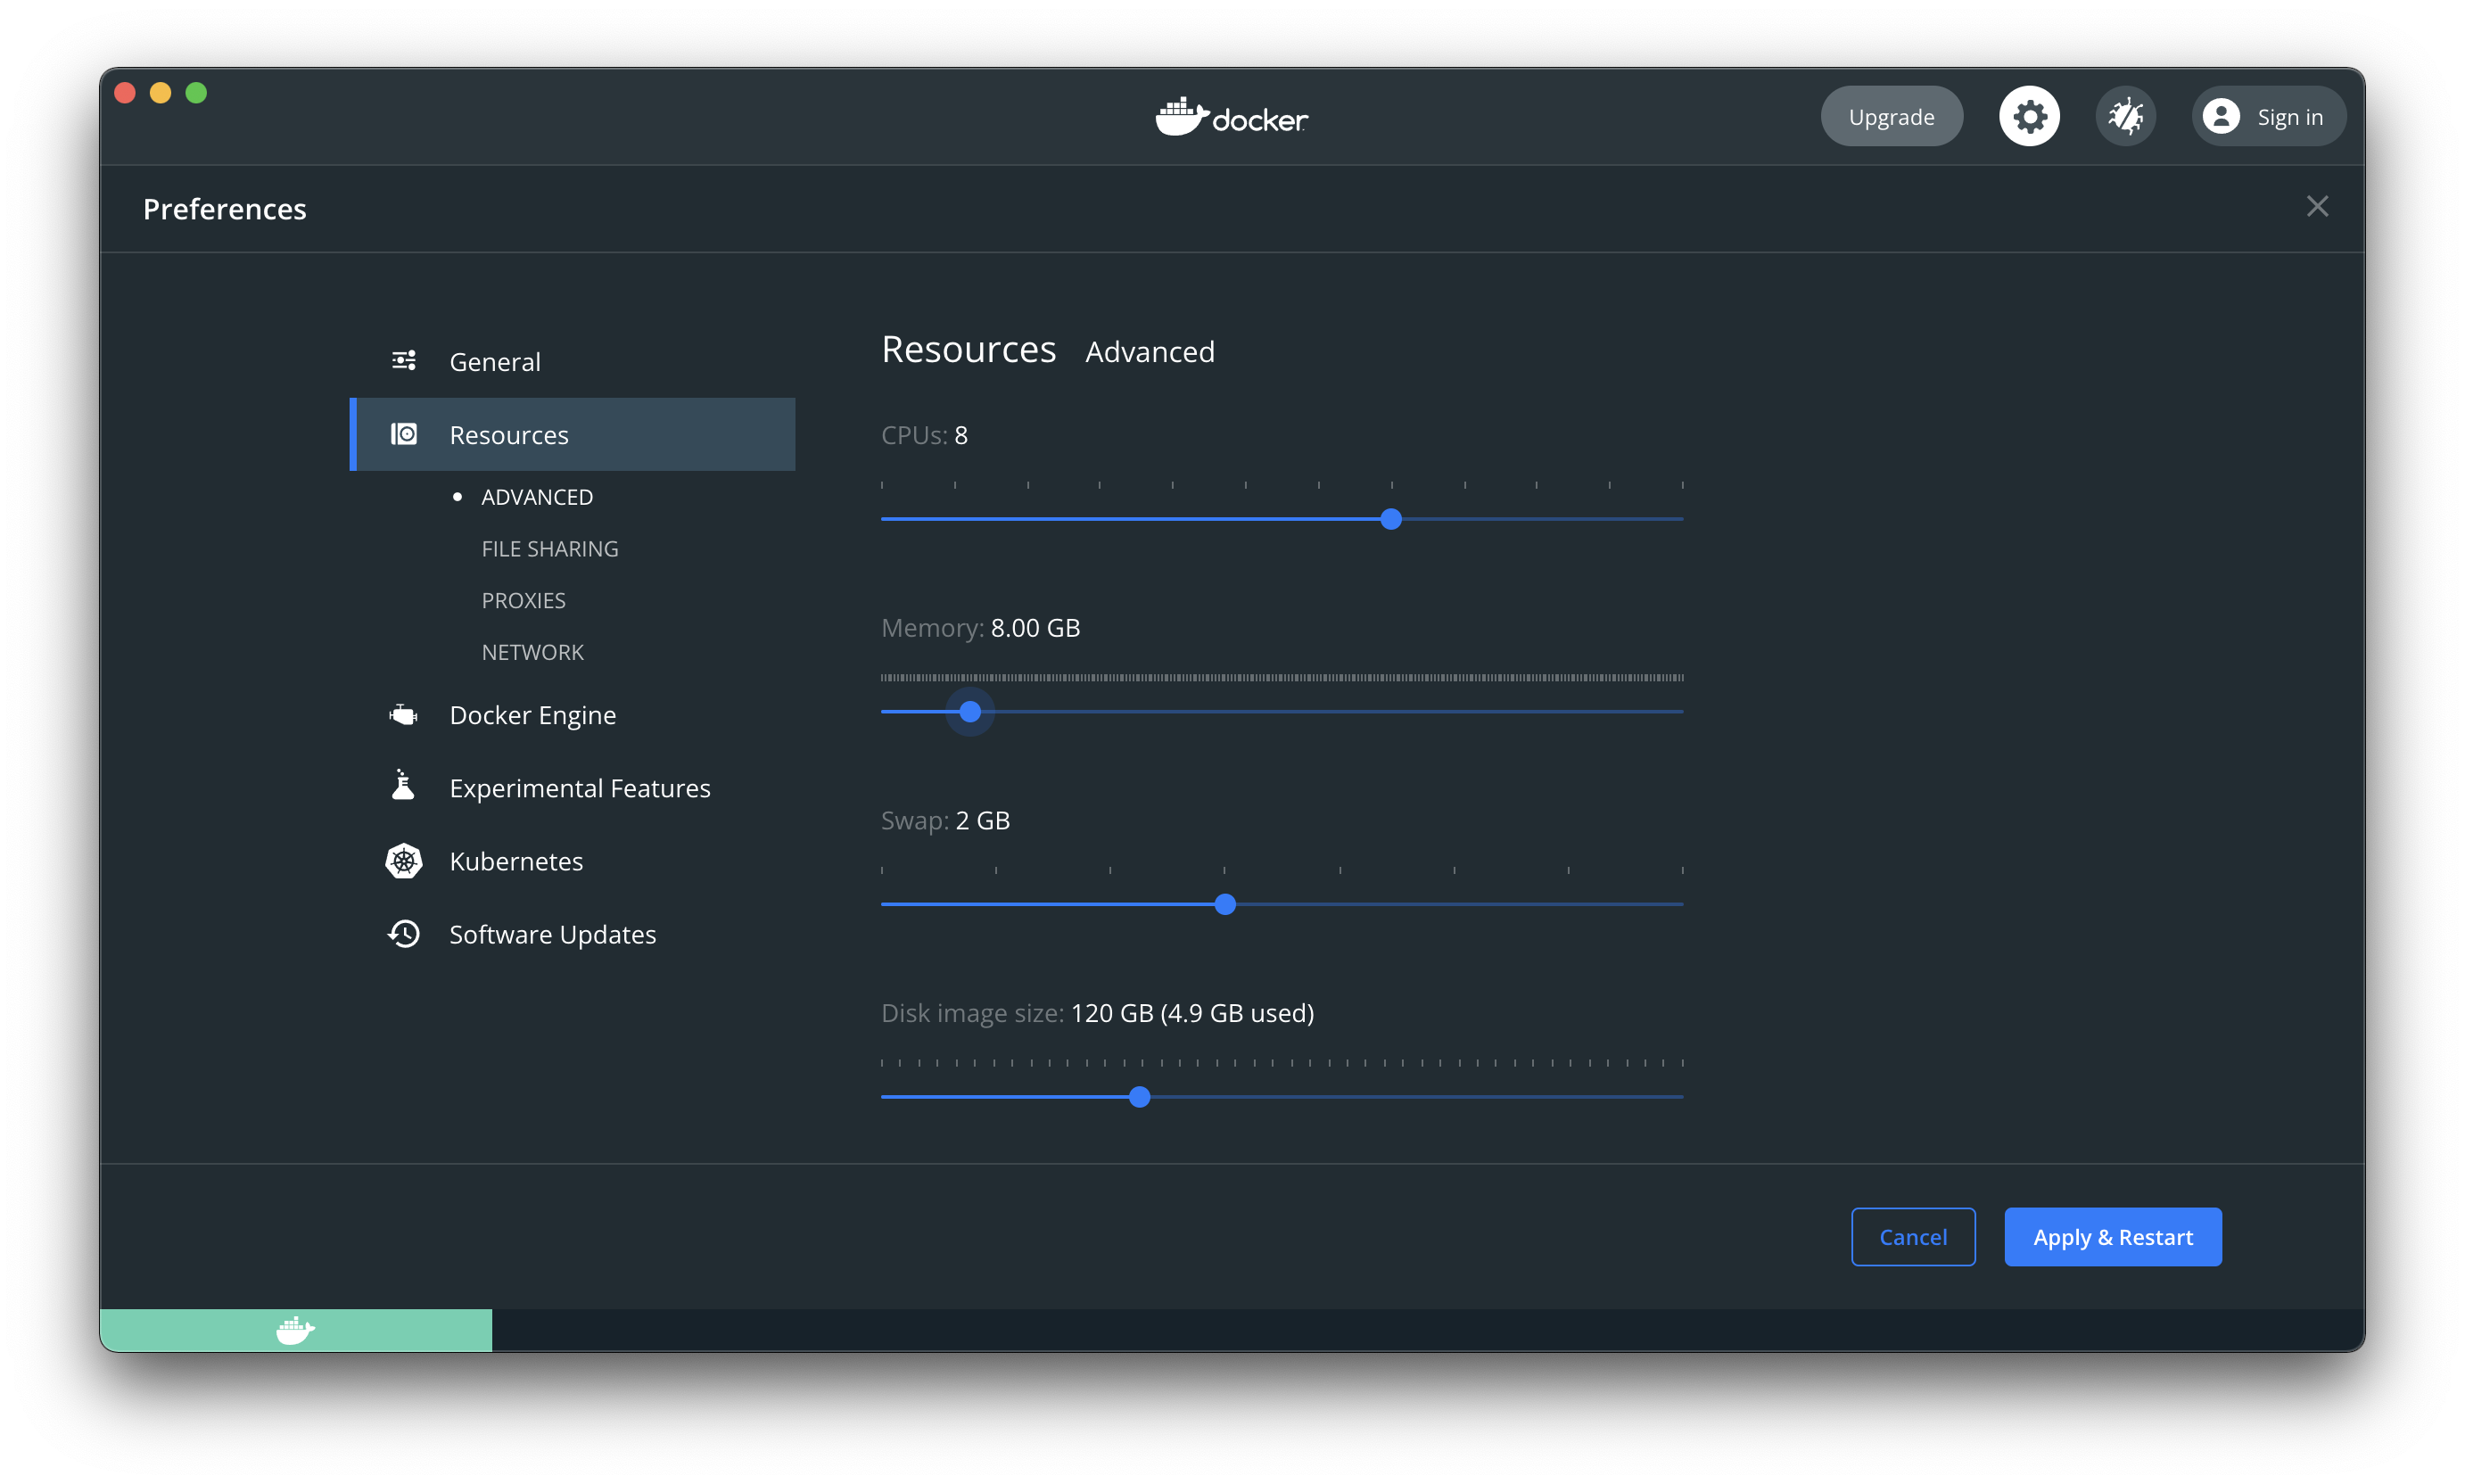 docker
Upgrade
Sign in
Preferences
General
Resources
ADVANCED
FILE SHARING
PROXIES
NETWORK
Docker Engine
Experimental Features
Kubernetes
Software Updates
Resources Advanced
CPUs: 8
Memory: 8.00 GB
Swap: 2 GB
Disk image size: 120 GB (4.9 GB used)
Cancel
Apply & Restart